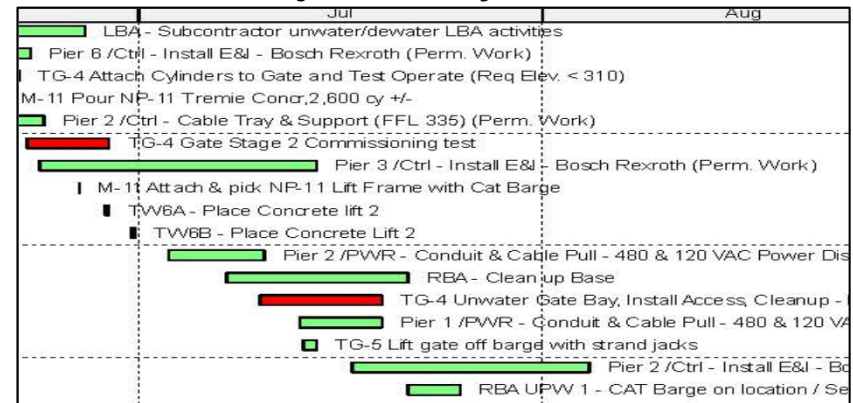 Jul Aug
LBA - Subcontractor unwater/dewater LBA activities
Pier 6 /Ctrl - Install E&I - Bosch Rexroth (Perm. Work)
TG-4 Attach Cylinders to Gate and Test Operate (Req Elev. < 310)
M-11 Pour NP-11 Tremie Concr,2,600 cy +/-
Pier 2 /Ctrl - Cable Tray & Support (FFL 335) (Perm. Work)
TG-4 Gate Stage 2 Commissioning test
Pier 3 /Ctrl - Install E&I - Bosch Rexroth (Perm. Work)
M-11 Attach & pick NP-11 Lift Frame with Cat Barge
TW6A - Place Concrete lift 2
TW6B - Place Concrete Lift 2
Pier 2 /PWR - Conduit & Cable Pull - 480 & 120 VAC Power Dis
RBA - Clean up Base
TG-4 Unwater Gate Bay, Install Access, Cleanup -
Pier 1 /PWR - Conduit & Cable Pull - 480 & 120 VA
TG-5 Lift gate off barge with strand jacks
Pier 2 /Ctrl - Install E&I - Bo
RBA UPW 1 - CAT Barge on location / Se